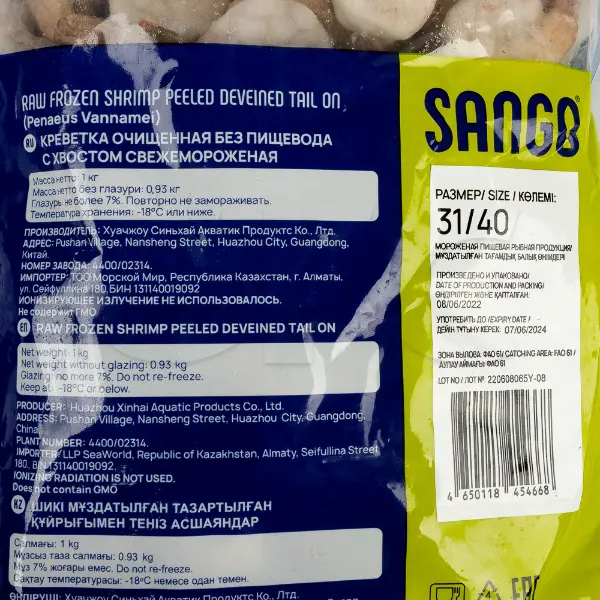 RAW FROZEN SHRIMP PEELED DEVEINED TAIL ON
(Penaeus Vannamei)
RU КРЕВЕТКА ОЧИЩЕННАЯ БЕЗ ПИЩЕВОДА
С ХВОСТОМ СВЕЖЕМОРОЖЕНАЯ
Масса нетто: 1 кг
Масса нетто без глазури: 0,93 кг
Глазурь не более 7%. Повторно не замораживать.
Температура хранения: -18°C или ниже.
ПРОИЗВОДИТЕЛЬ: Хуачжоу Синьхай Акватик Продуктс Ко., Лтд.
АДРЕС: Pushan Village, Nansheng Street, Huazhou City, Guangdong,
Китай.
НОМЕР ЗАВОДА: 4400/02314.
ИМПОРТЕР: ТОО Морской Мир, Республика Казахстан, г. Алматы,
ул. Сейфуллина 180, БИН 131140019092
ИОНИЗИРУЮЩЕЕ ИЗЛУЧЕНИЕ НЕ ИСПОЛЬЗОВАЛОСЬ.
Не содержит ГМО
EN RAW FROZEN SHRIMP PEELED DEVEINED TAIL ON
Net weight: 1 kg
Net weight without glazing: 0.93 kg
Glazing: no more 7%. Do not re-freeze.
Keep at: -18°C or below.
PRODUCER: Huazhou Xinhai Aquatic Products Co., Ltd.
ADDRESS: Pushan Village, Nansheng Street, Huazhou City, Guangdong,
China
PLANT NUMBER: 4400/02314.
IMPORTER: LLP SeaWorld, Republic of Kazakhstan, Almaty, Seifullina Street
180, BIN 131140019092.
IONIZING RADIATION IS NOT USED.
Does not contain GMO
KZ ШИКІ МҰЗДАТЫЛҒАН ТАЗАРТЫЛҒАН
ҚҰЙРЫҒЫМЕН ТЕҢІЗ АСШАЯНДАР
Салмағы: 1 kg
Мұзсыз таза салмағы: 0.93 kg
Мұз 7% жоғары емес. Do not re-freeze.
Сақтау температурасы: -18°C немесе одан төмен.
ӨНДІРУШІ: Хуачжоу Синьхай Акватик Продуктс Ко., Лтд.
SANGO®
РАЗМЕР/ SIZE / КӨЛЕМІ:
31/40
МОРОЖЕНАЯ ПИЩЕВАЯ РЫБНАЯ ПРОДУКЦИЯ/
МҰЗДАТЫЛҒАН ТАҒАМДЫҚ БАЛЫҚ ӨНІМДЕРІ
ПРОИЗВЕДЕНО И УПАКОВАНО/
DATE OF PRODUCTION AND PACKING/
ӨНДІРІЛГЕН ЖӘНЕ ҚАПТАЛҒАН:
08/06/2022
УПОТРЕБИТЬ ДО /EXPIRY DATE /
ДЕЙІН ТҰТЫНУ КЕРЕК: 07/06/2024
ЗОНА ВЫЛОВА: ФАО 61/ CATCHING AREA: FAO 61 /
АУЛАУ АЙМАҒЫ: ФАО 61
LOT NO / ЛОТ №: 220608065Y-08
4 650118 454668
EAC